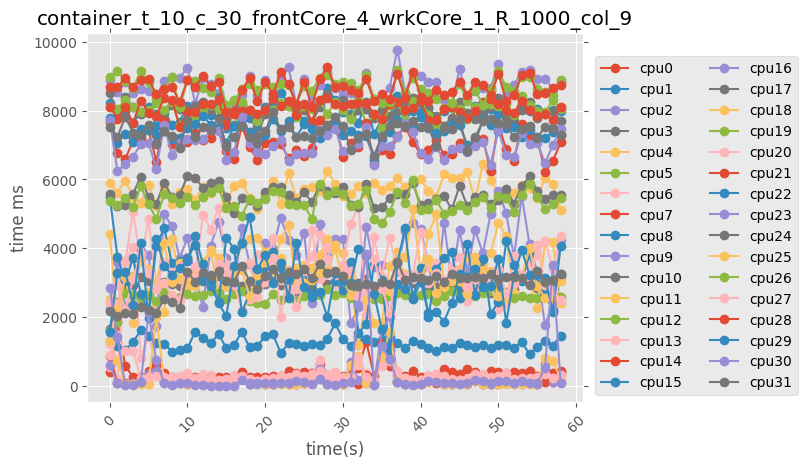 container_t_10_c_30_frontCore_4_wrkCore_1_R_1000_col_9
time ms
10000
8000
6000
4000
2000
0
0
10
20
30
40
50
60
time(s)
cpu0
cpu1
cpu2
cpu3
cpu4
cpu5
cpu6
cpu7
cpu8
cpu9
cpu10
cpu11
cpu12
cpu13
cpu14
cpu15
cpu16
cpu17
cpu18
cpu19
cpu20
cpu21
cpu22
cpu23
cpu24
cpu25
cpu26
cpu27
cpu28
cpu29
cpu30
cpu31